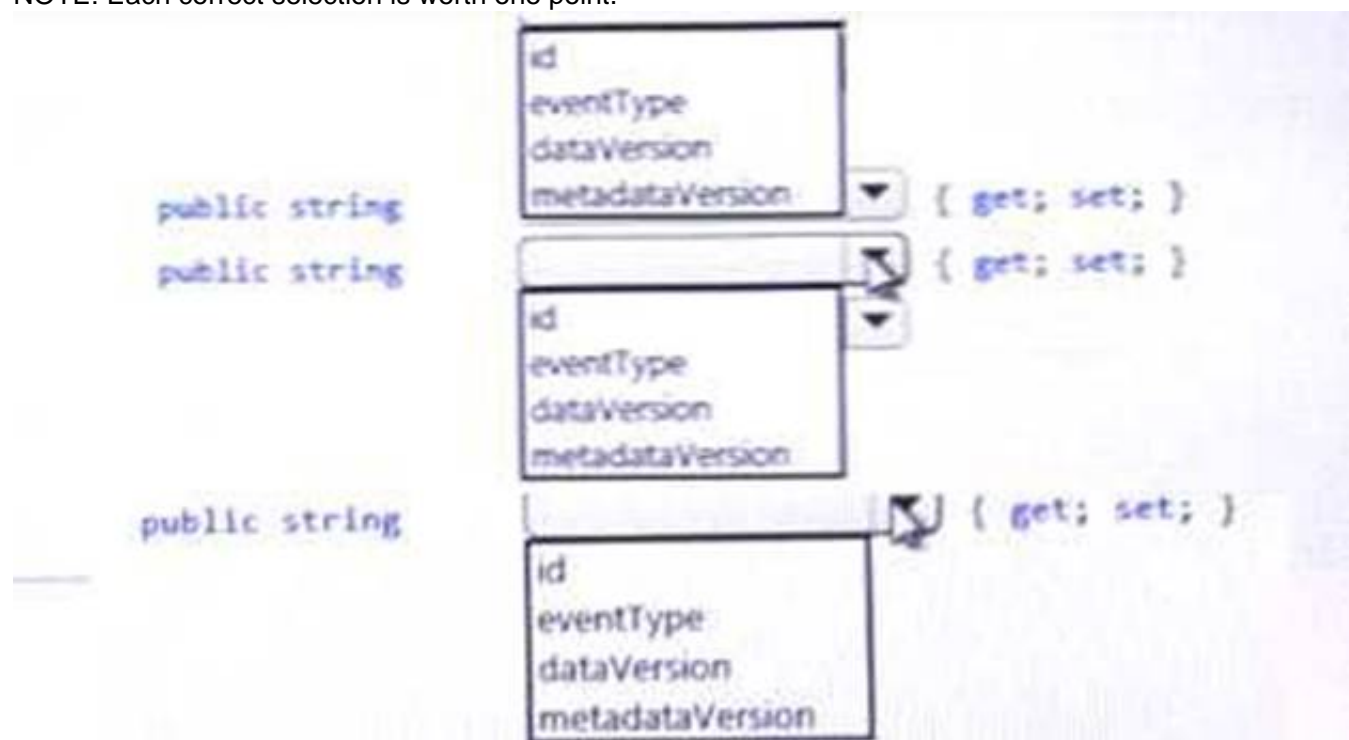 NOTE: Each correct selection is worth one point.
id
eventType
dataVersion
metadataVersion
public string { get; set; }
public string { get; set; }
id
eventType
dataVersion
metadataVersion
public string { get; set; }
id
eventType
dataVersion
metadataVersion